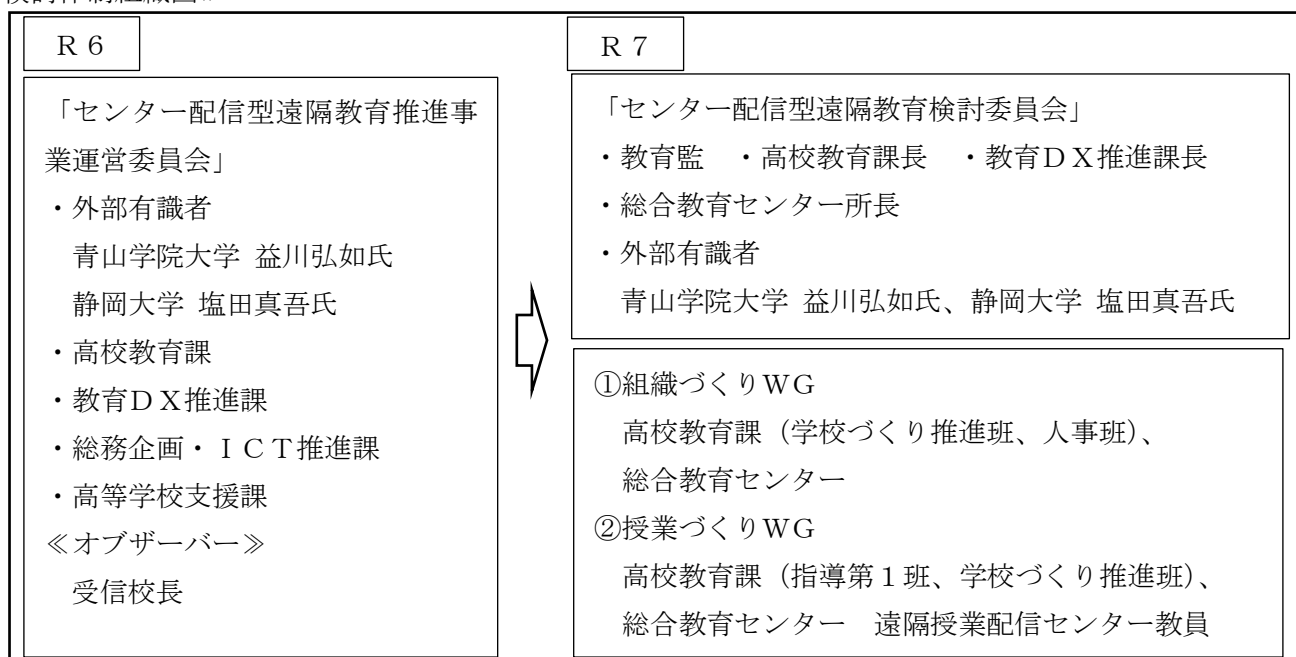 R 6
「センター配信型遠隔教育推進事
業運営委員会」
・外部有識者
青山学院大学 益川弘如氏
静岡大学 塩田真吾氏
・高校教育課
・教育DX推進課
・総務企画・ICT推進課
・高等学校支援課
≪オブザーバー≫
受信校長
R 7
「センター配信型遠隔教育検討委員会」
・教育監 ・高校教育課長 ・教育DX推進課長
・総合教育センター所長
・外部有識者
青山学院大学 益川弘如氏、静岡大学 塩田真吾氏
①組織づくりWG
高校教育課(学校づくり推進班、人事班)、
総合教育センター
②授業づくりWG
高校教育課(指導第1班、学校づくり推進班)、
総合教育センター 遠隔授業配信センター教員